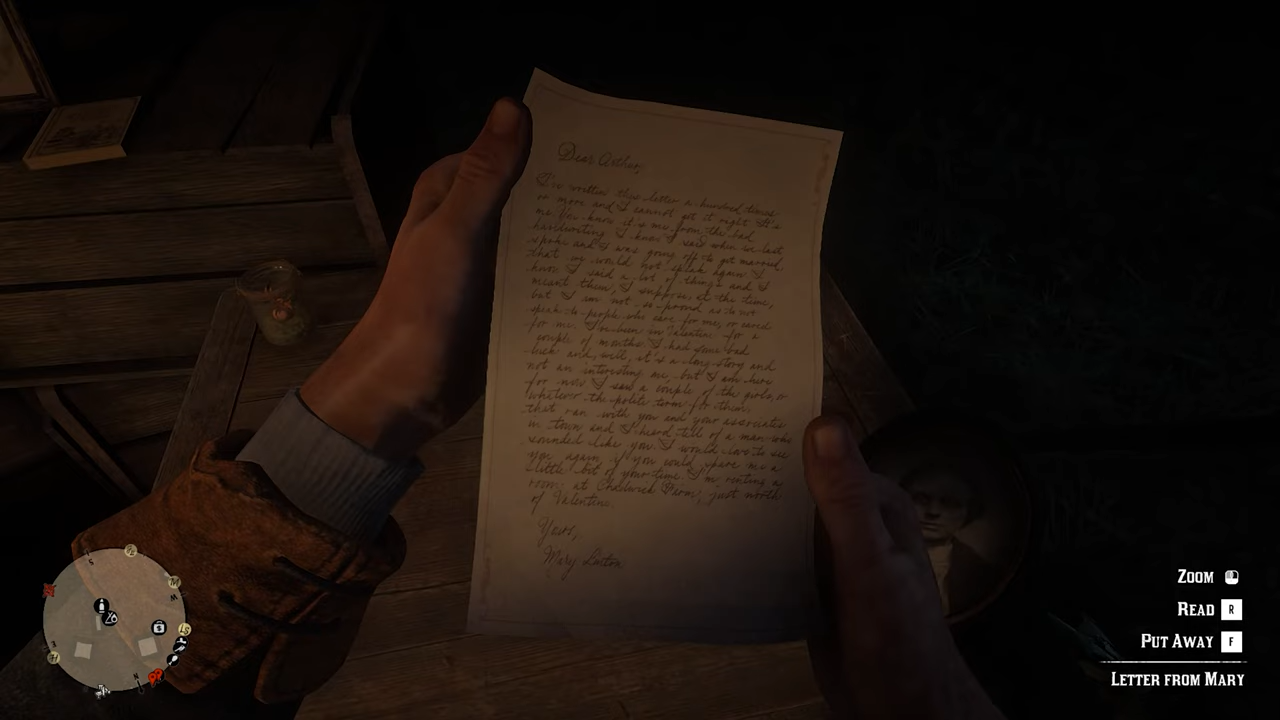 Dear Arthur,
I've written this letter a hundred times
or more and I cannot get it right. It's
me. You know it is me from the bad
handwriting. I know I said when we last
spoke and I was going off to get married,
that we would not speak again. I
know I said a lot of things and I
meant them, I suppose, at the time,
but I am not so proud as to not
speak to people who care for me, or cared
for me. I've been in Valentine for a
couple of months. I had some bad
luck and, well, it's a long story and
not an interesting one, but I am here
for now. I saw a couple of the girls, or
whatever the polite term for them,
that ran with you and your associates
in town and I heard tell of a man who
sounded like you. I would love to see
you again if you could spare me a
little bit of your time. I'm renting a
room at Chadwick Farm, just north
of Valentine.
Yours,
Mary Linton
ZOOM
READ R
PUT AWAY F
LETTER FROM MARY